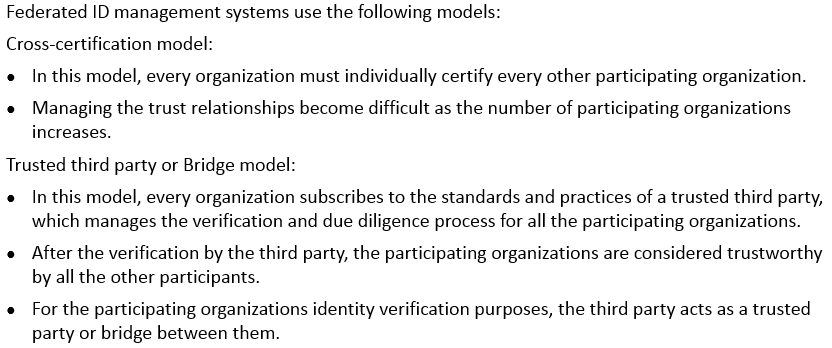 Federated ID management systems use the following models:
Cross-certification model:
• In this model, every organization must individually certify every other participating organization.
• Managing the trust relationships become difficult as the number of participating organizations
increases.
Trusted third party or Bridge model:
• In this model, every organization subscribes to the standards and practices of a trusted third party,
which manages the verification and due diligence process for all the participating organizations.
• After the verification by the third party, the participating organizations are considered trustworthy
by all the other participants.
• For the participating organizations identity verification purposes, the third party acts as a trusted
party or bridge between them.